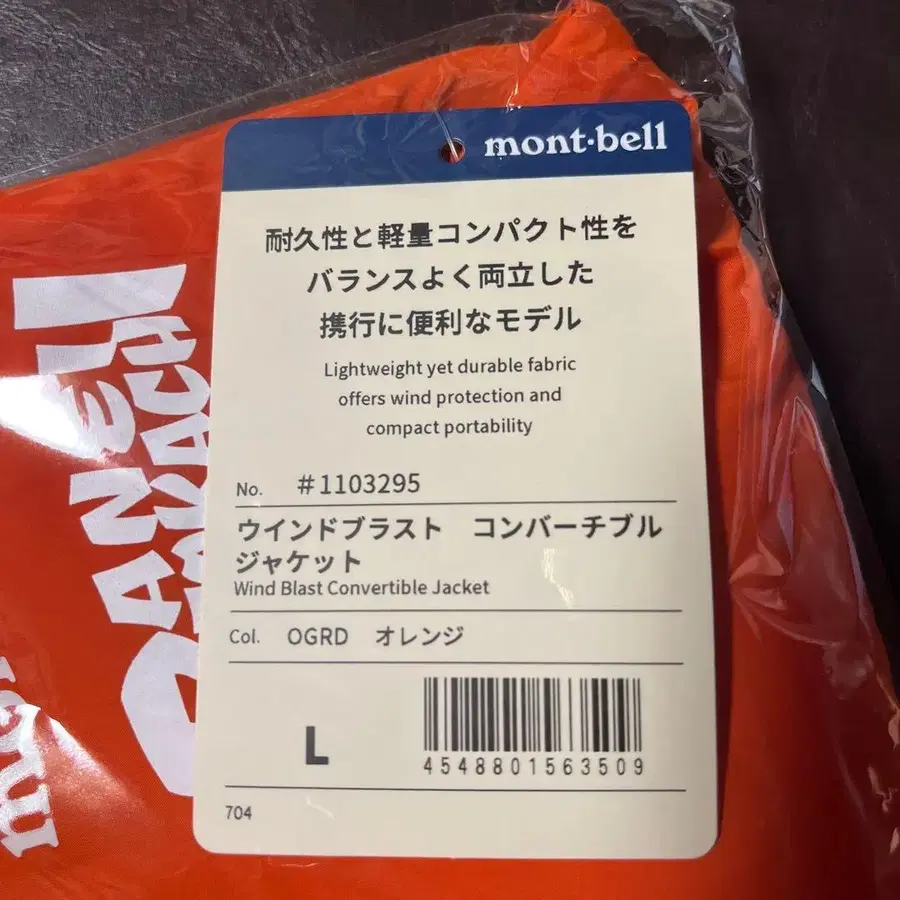 mont·bell
耐久性と軽量コンパクト性を
バランスよく両立した
携行に便利なモデル
Lightweight yet durable fabric
offers wind protection and
compact portability
No. #1103295
ウインドブラスト コンバーチブル
ジャケット
Wind Blast Convertible Jacket
Col. OGRD オレンジ
L
4548801563509
704